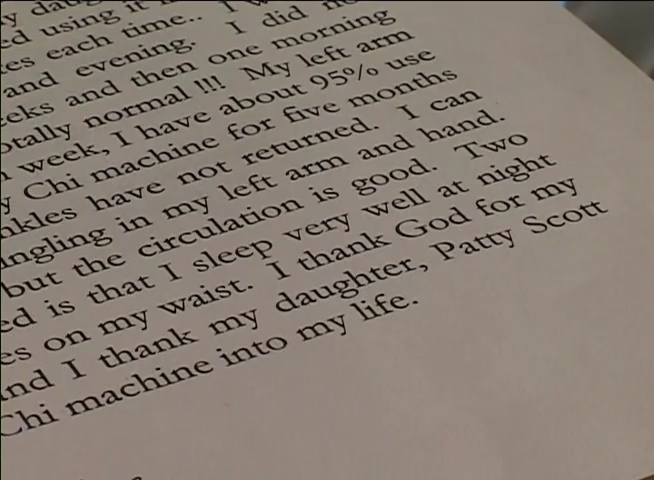 y daug
ed using it
es each time.. I
and evening. I did no
eeks and then one morning
otally normal !!! My left arm
week, I have about 95% use
y Chi machine for five months
nkles have not returned. I can
ngling in my left arm and hand.
but the circulation is good. Two
ed is that I sleep very well at night
es on my waist. I thank God for my
nd I thank my daughter, Patty Scott
Chi machine into my life.